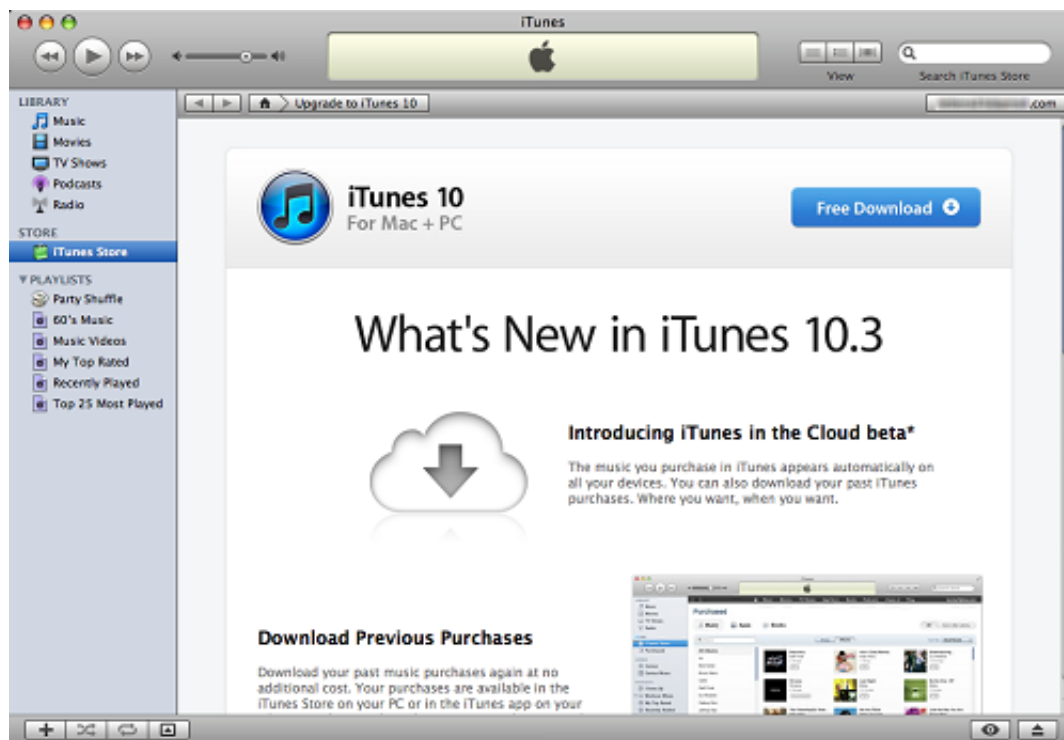 iTunes
View
Search iTunes Store
LIBRARY
Music
Movies
TV Shows
Podcasts
Radio
STORE
iTunes Store
PLAYLISTS
Party Shuffle
60's Music
Music Videos
My Top Rated
Recently Played
Top 25 Most Played
Upgrade to iTunes 10
.com
iTunes 10
For Mac + PC
Free Download
What's New in iTunes 10.3
Introducing iTunes in the Cloud beta*
The music you purchase in iTunes appears automatically on
all your devices. You can also download your past iTunes
purchases. Where you want, when you want.
Download Previous Purchases
Download your past music purchases again at no
additional cost. Your purchases are available in the
iTunes Store on your PC or in the iTunes app on your
Purchased